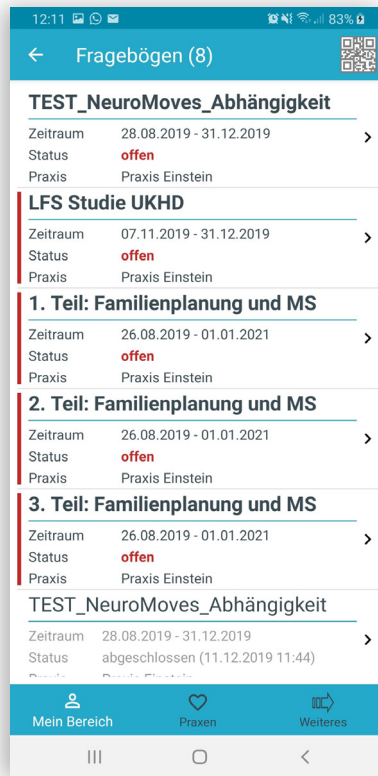 12:11 83%
Fragebögen (8)
TEST_NeuroMoves_Abhängigkeit
Zeitraum 28.08.2019 - 31.12.2019
Status offen
Praxis Praxis Einstein
LFS Studie UKHD
Zeitraum 07.11.2019 - 31.12.2019
Status offen
Praxis Praxis Einstein
1. Teil: Familienplanung und MS
Zeitraum 26.08.2019 - 01.01.2021
Status offen
Praxis Praxis Einstein
2. Teil: Familienplanung und MS
Zeitraum 26.08.2019 - 01.01.2021
Status offen
Praxis Praxis Einstein
3. Teil: Familienplanung und MS
Zeitraum 26.08.2019 - 01.01.2021
Status offen
Praxis Praxis Einstein
TEST_NeuroMoves_Abhängigkeit
Zeitraum 28.08.2019 - 31.12.2019
Status abgeschlossen (11.12.2019 11:44)
Mein Bereich Praxen Weiteres